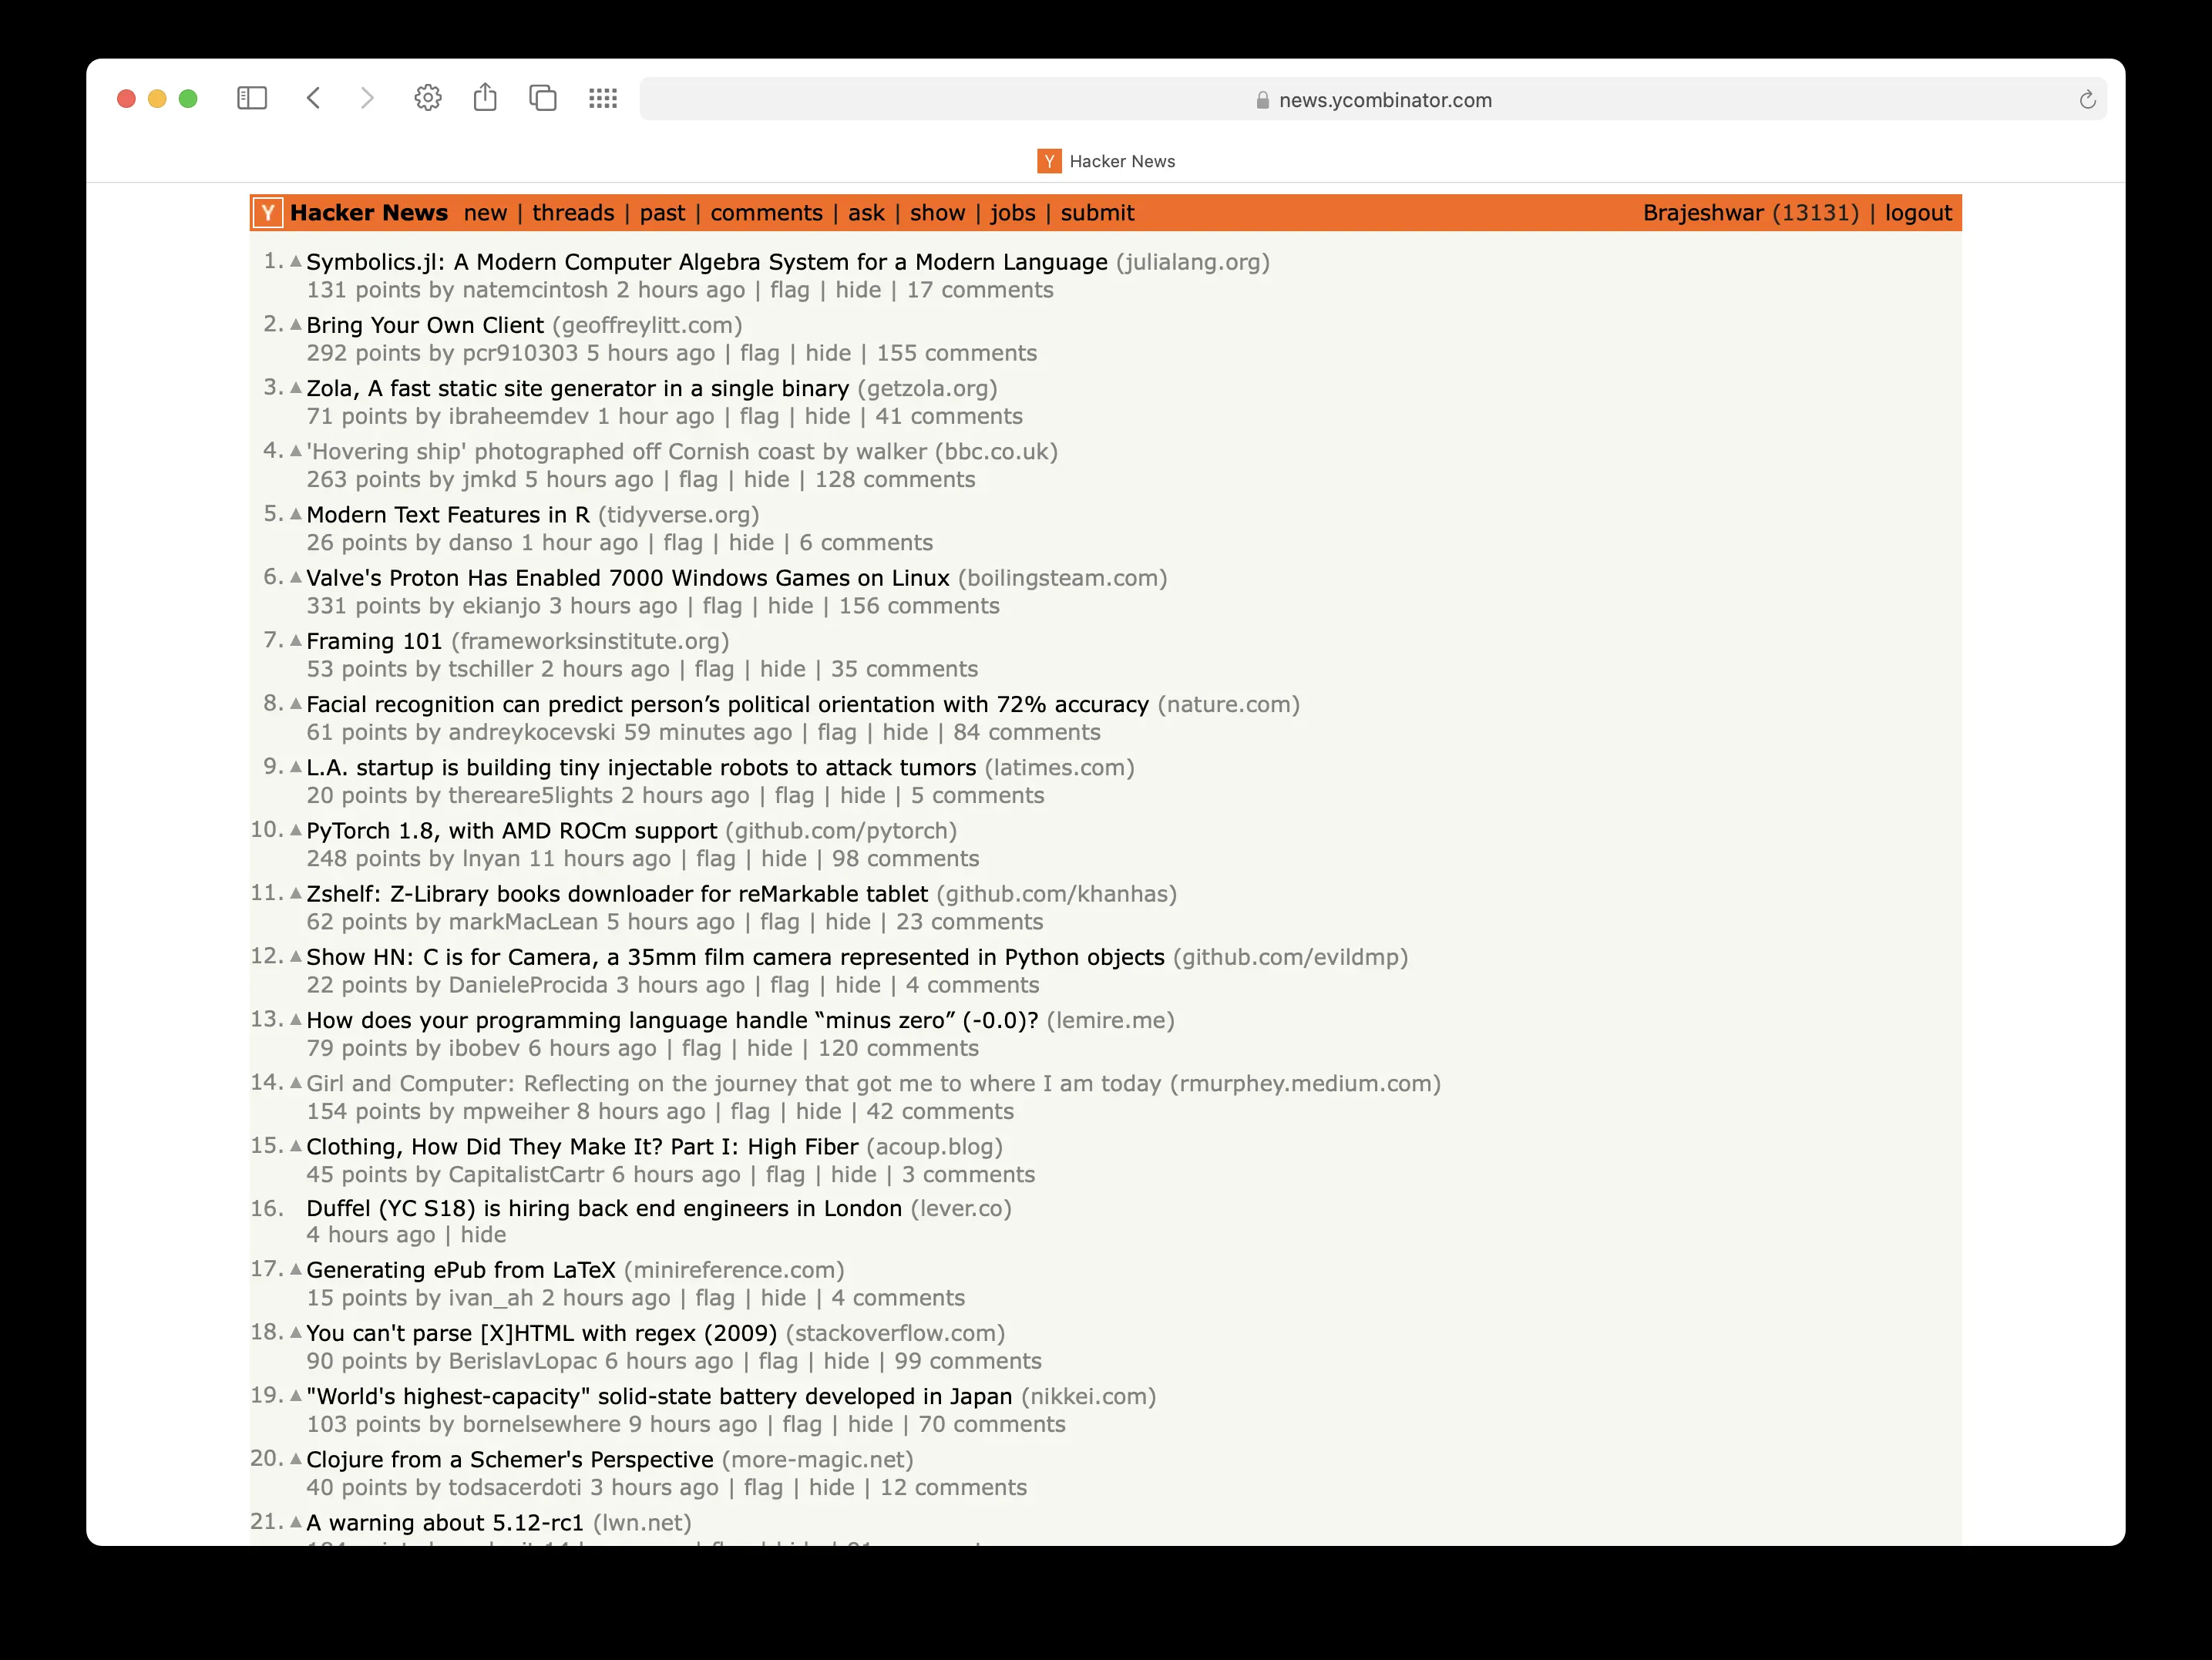 news.ycombinator.com
Y Hacker News
Y Hacker News new | threads | past | comments | ask | show | jobs | submit Brajeshwar (13131) | logout
1. Symbolics.jl: A Modern Computer Algebra System for a Modern Language (julialang.org)
131 points by natemcintosh 2 hours ago | flag | hide | 17 comments
2. Bring Your Own Client (geoffreylitt.com)
292 points by pcr910303 5 hours ago | flag | hide | 155 comments
3. Zola, A fast static site generator in a single binary (getzola.org)
71 points by ibraheemdev 1 hour ago | flag | hide | 41 comments
4. 'Hovering ship' photographed off Cornish coast by walker (bbc.co.uk)
263 points by jmkd 5 hours ago | flag | hide | 128 comments
5. Modern Text Features in R (tidyverse.org)
26 points by danso 1 hour ago | flag | hide | 6 comments
6. Valve's Proton Has Enabled 7000 Windows Games on Linux (boilingsteam.com)
331 points by ekianjo 3 hours ago | flag | hide | 156 comments
7. Framing 101 (frameworksinstitute.org)
53 points by tschiller 2 hours ago | flag | hide | 35 comments
8. Facial recognition can predict person’s political orientation with 72% accuracy (nature.com)
61 points by andreykocevski 59 minutes ago | flag | hide | 84 comments
9. L.A. startup is building tiny injectable robots to attack tumors (latimes.com)
20 points by thereare5lights 2 hours ago | flag | hide | 5 comments
10. PyTorch 1.8, with AMD ROCm support (github.com/pytorch)
248 points by lnyan 11 hours ago | flag | hide | 98 comments
11. Zshelf: Z-Library books downloader for reMarkable tablet (github.com/khanhas)
62 points by markMacLean 5 hours ago | flag | hide | 23 comments
12. Show HN: C is for Camera, a 35mm film camera represented in Python objects (github.com/evildmp)
22 points by DanieleProcida 3 hours ago | flag | hide | 4 comments
13. How does your programming language handle “minus zero” (-0.0)? (lemire.me)
79 points by ibobev 6 hours ago | flag | hide | 120 comments
14. Girl and Computer: Reflecting on the journey that got me to where I am today (rmurphey.medium.com)
154 points by mpweiher 8 hours ago | flag | hide | 42 comments
15. Clothing, How Did They Make It? Part I: High Fiber (acoup.blog)
45 points by CapitalistCartr 6 hours ago | flag | hide | 3 comments
16. Duffel (YC S18) is hiring back end engineers in London (lever.co)
4 hours ago | hide
17. Generating ePub from LaTeX (minireference.com)
15 points by ivan_ah 2 hours ago | flag | hide | 4 comments
18. You can't parse [X]HTML with regex (2009) (stackoverflow.com)
90 points by BerislavLopac 6 hours ago | flag | hide | 99 comments
19. "World's highest-capacity" solid-state battery developed in Japan (nikkei.com)
103 points by bornelsewhere 9 hours ago | flag | hide | 70 comments
20. Clojure from a Schemer's Perspective (more-magic.net)
40 points by todsacerdoti 3 hours ago | flag | hide | 12 comments
21. A warning about 5.12-rc1 (lwn.net)